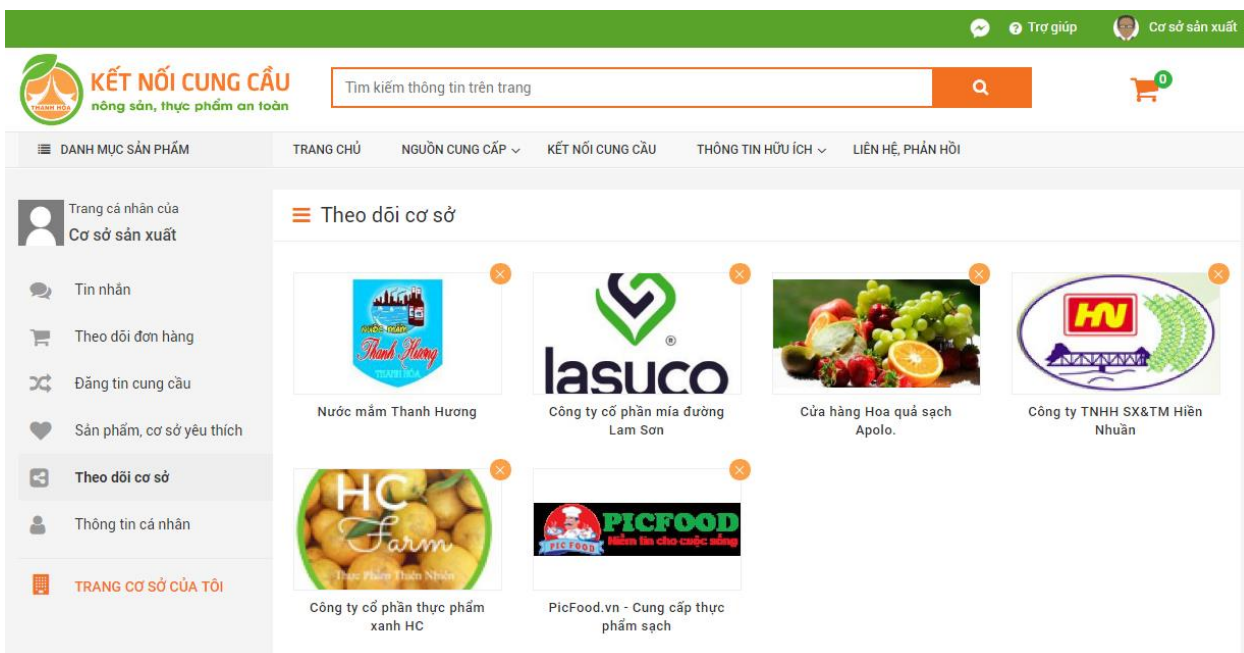 Trợ giúp
Cơ sở sản xuất
THANH HÓA
KẾT NỐI CUNG CẦU
nông sản, thực phẩm an toàn
Tìm kiếm thông tin trên trang
0
DANH MỤC SẢN PHẨM
TRANG CHỦ
NGUỒN CUNG CẤP
KẾT NỐI CUNG CẦU
THÔNG TIN HỮU ÍCH
LIÊN HỆ, PHẢN HỒI
Trang cá nhân của
Cơ sở sản xuất
Tin nhắn
Theo dõi đơn hàng
Đăng tin cung cầu
Sản phẩm, cơ sở yêu thích
Theo dõi cơ sở
Thông tin cá nhân
TRANG CƠ SỞ CỦA TÔI
Theo dõi cơ sở
NƯỚC MẮM
Thanh Hương
THANH HÓA
Nước mắm Thanh Hương
lasuco
®
Công ty cổ phần mía đường
Lam Sơn
Cửa hàng Hoa quả sạch
Apolo.
HN
Công ty TNHH SX&TM Hiền
Nhuần
HC
Farm
Thực Phẩm Thiên Nhiên
Công ty cổ phần thực phẩm
xanh HC
PIC FOOD
PICFOOD
Niềm tin cho cuộc sống
PicFood.vn - Cung cấp thực
phẩm sạch